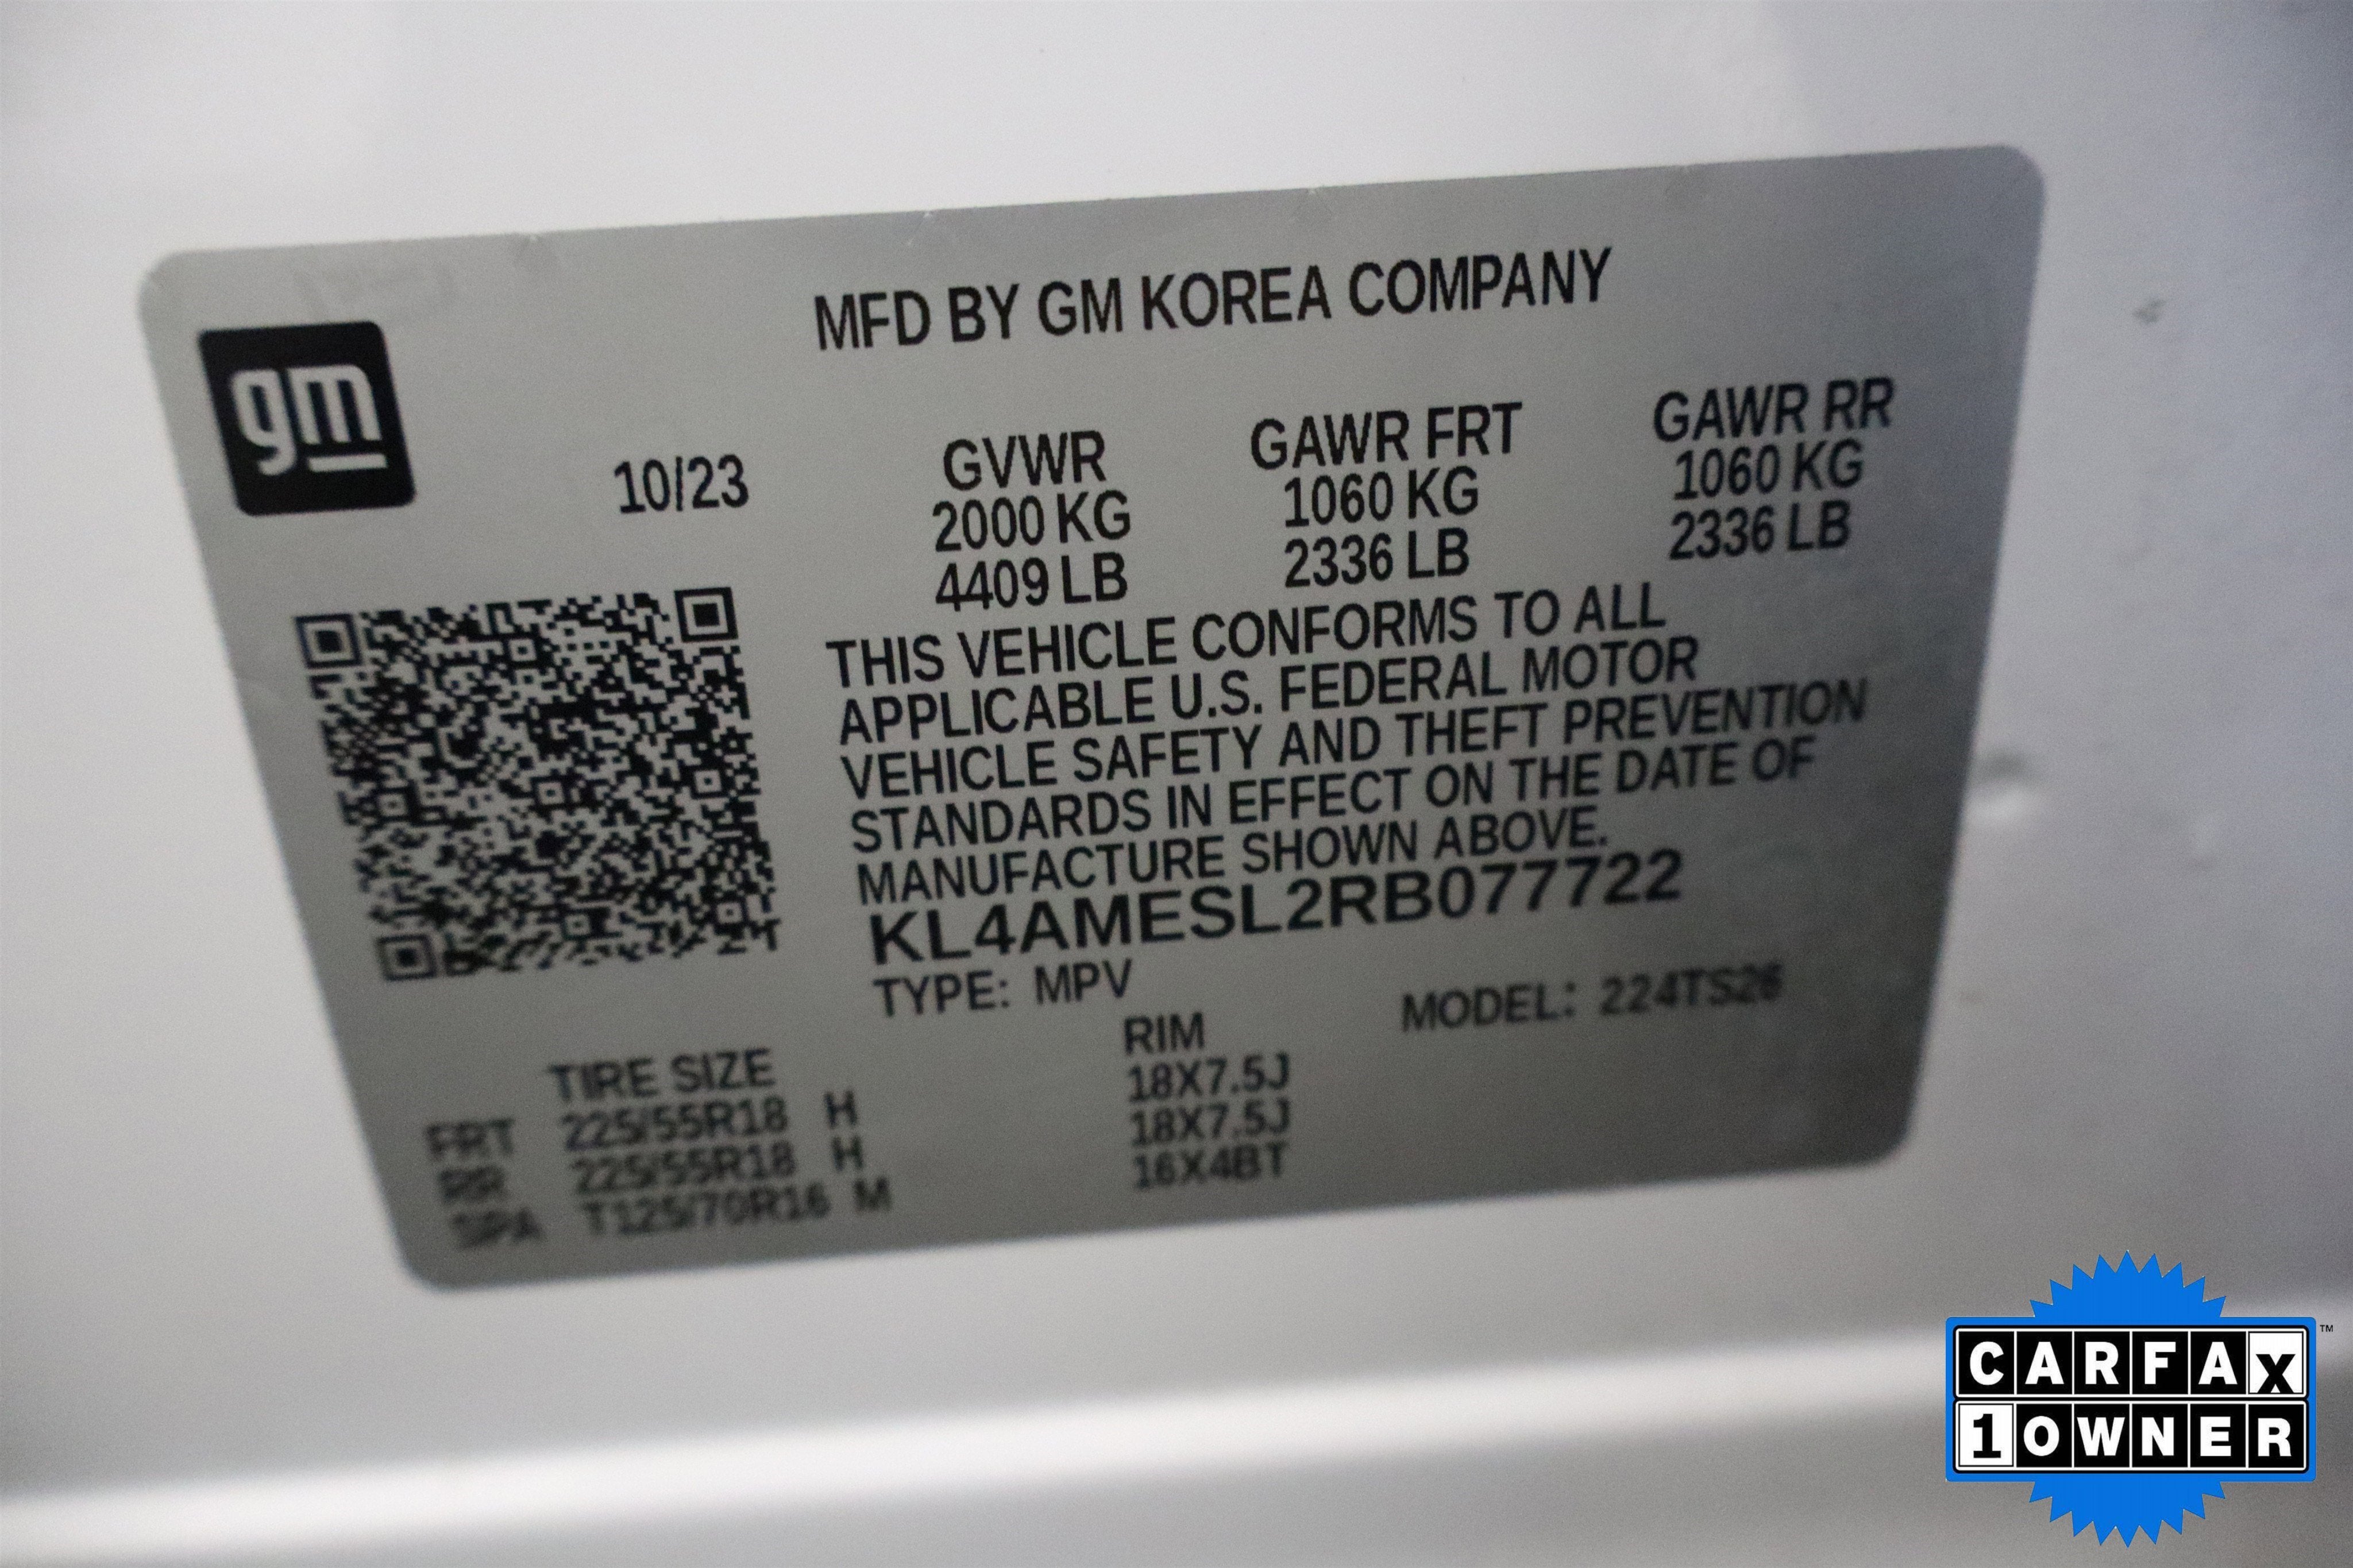 gm
MFD BY GM KOREA COMPANY
10/23
GVWR
2000 KG
4409 LB
GAWR FRT
1060 KG
2336 LB
GAWR RR
1060 KG
2336 LB
THIS VEHICLE CONFORMS TO ALL
APPLICABLE U.S. FEDERAL MOTOR
VEHICLE SAFETY AND THEFT PREVENTION
STANDARDS IN EFFECT ON THE DATE OF
MANUFACTURE SHOWN ABOVE.
KL4AMESL2RB077722
TYPE: MPV MODEL: 224TS26
TIRE SIZE RIM
FRT 225/55R18 H 18X7.5J
RR 225/55R18 H 18X7.5J
SPA T125/70R16 M 16X4BT
CARFAX
1 OWNER
TM